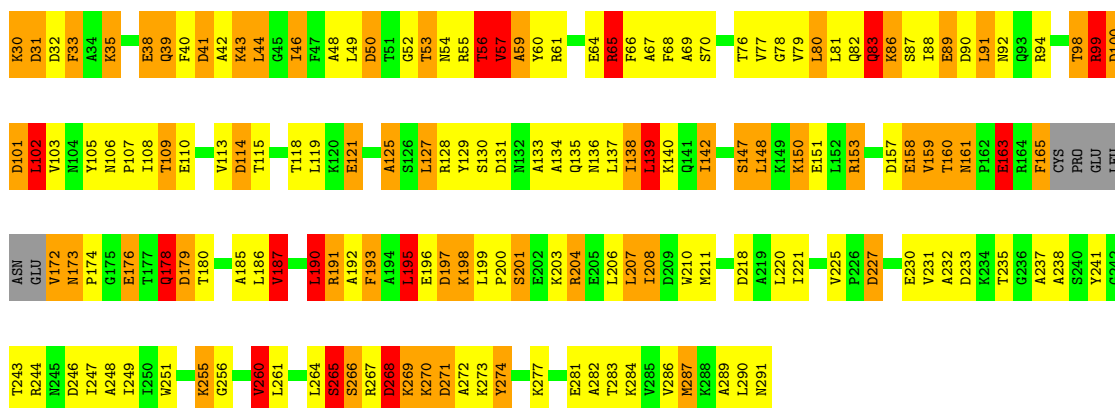 K30 D31 D32 F33 A34 K35 E38 Q39 F40 D41 A42 K43 L44 G45 I46 F47 A48 L49 D50 T51 G52 T53 N54 R55 T56 V57 A59 Y60 R61 E64 R65 F66 A67 F68 A69 S70 T76 V77 G78 V79 L80 L81 Q82 Q83 K86 S87 I88 E89 D90 L91 N92 Q93 R94 T98 R99 D100
D101 L102 V103 N104 Y105 N106 P107 I108 T109 E110 V113 D114 T115 T118 L119 K120 E121 A125 S126 L127 R128 Y129 S130 D131 N132 A133 A134 Q135 N136 L137 I138 L139 K140 Q141 I142 S147 L148 K149 K150 E151 L152 R153 D157 E158 V159 T160 N161 P162 E163 R164 F165 CYS PRO GLU LEU
ASN GLU V172 N173 P174 G175 E176 T177 Q178 D179 T180 A185 L186 V187 L190 R191 A192 F193 A194 L195 E196 D197 K198 L199 P200 S201 E202 K203 R204 E205 L206 L207 I208 D209 W210 M211 D218 A219 L220 I221 V225 P226 D227 E230 V231 A232 D233 K234 T235 G236 A237 A238 S239 S240 Y241 G242
T243 R244 N245 D246 I247 A248 I249 I250 W251 K255 G256 V260 L261 L264 S265 S266 R267 D268 K269 K270 D271 A272 K273 Y274 K277 E281 A282 T283 K284 V285 V286 M287 K288 A289 L290 N291